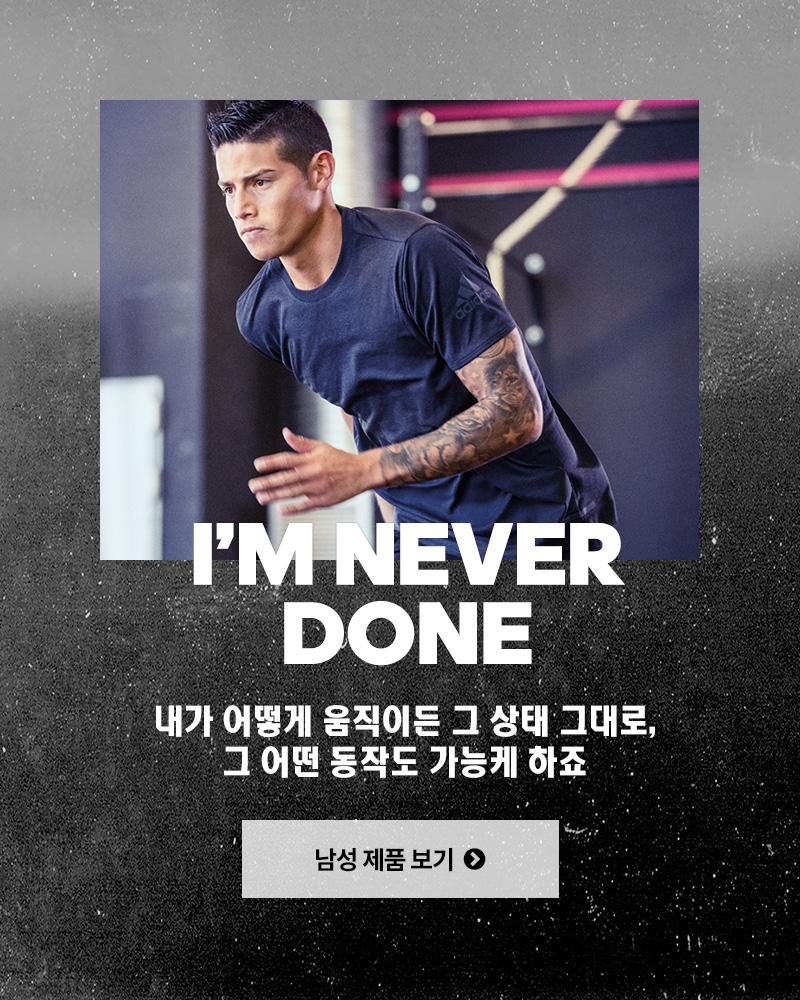 adidas
I'M NEVER
DONE
내가 어떻게 움직이든 그 상태 그대로,
그 어떤 동작도 가능케 하죠
남성 제품 보기